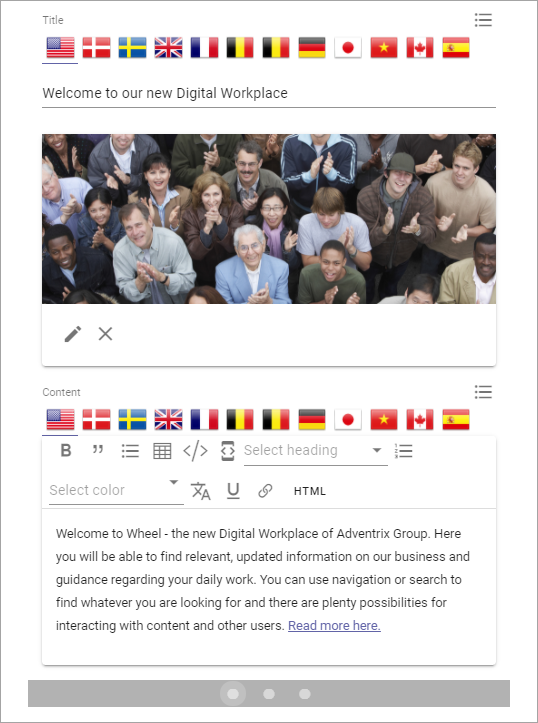 Title
Welcome to our new Digital Workplace
Content
B
Select heading
Select color
U
HTML
Welcome to Wheel - the new Digital Workplace of Adventrix Group. Here
you will be able to find relevant, updated information on our business and
guidance regarding your daily work. You can use navigation or search to
find whatever you are looking for and there are plenty possibilities for
interacting with content and other users. Read more here.